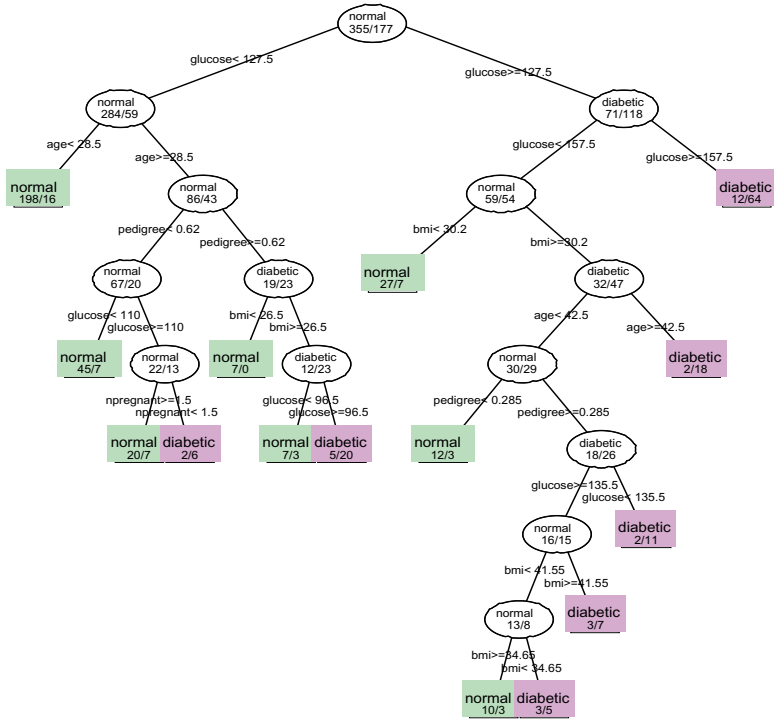 normal
355/177
glucose< 127.5
glucose>=127.5
normal
284/59
diabetic
71/118
age< 28.5
age>=28.5
glucose< 157.5
glucose>=157.5
normal
198/16
normal
86/43
normal
59/54
diabetic
12/64
pedigree< 0.62
pedigree>=0.62
bmi< 30.2
bmi>=30.2
normal
67/20
diabetic
19/23
normal
27/7
diabetic
32/47
glucose< 110
glucose>=110
bmi< 26.5
bmi>=26.5
age< 42.5
age>=42.5
normal
45/7
normal
22/13
normal
7/0
diabetic
12/23
normal
30/29
diabetic
2/18
npregnant>=1.5
npregnant< 1.5
glucose< 96.5
glucose>=96.5
pedigree< 0.285
pedigree>=0.285
normal
20/7
diabetic
2/6
normal
7/3
diabetic
5/20
normal
12/3
diabetic
18/26
glucose>=135.5
glucose< 135.5
normal
16/15
diabetic
2/11
bmi< 41.55
bmi>=41.55
normal
13/8
diabetic
3/7
bmi>=34.65
bmi< 34.65
normal
10/3
diabetic
3/5